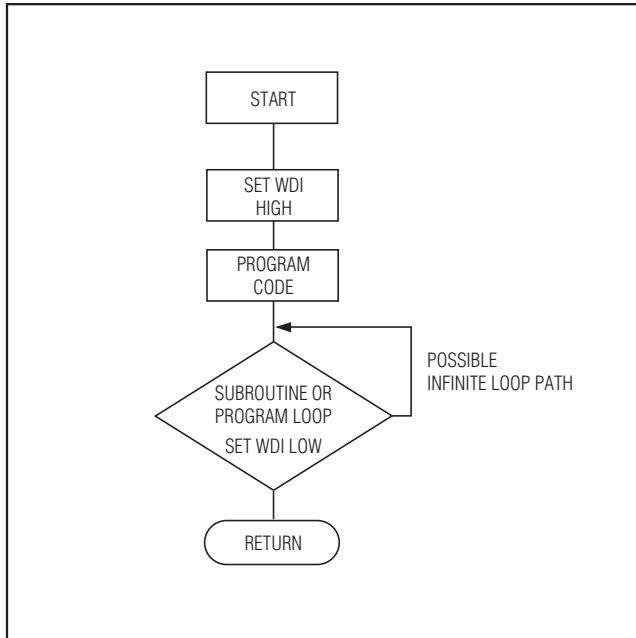 START
SET WDI
HIGH
PROGRAM
CODE
POSSIBLE
INFINITE LOOP PATH
SUBROUTINE OR
PROGRAM LOOP
SET WDI LOW
RETURN